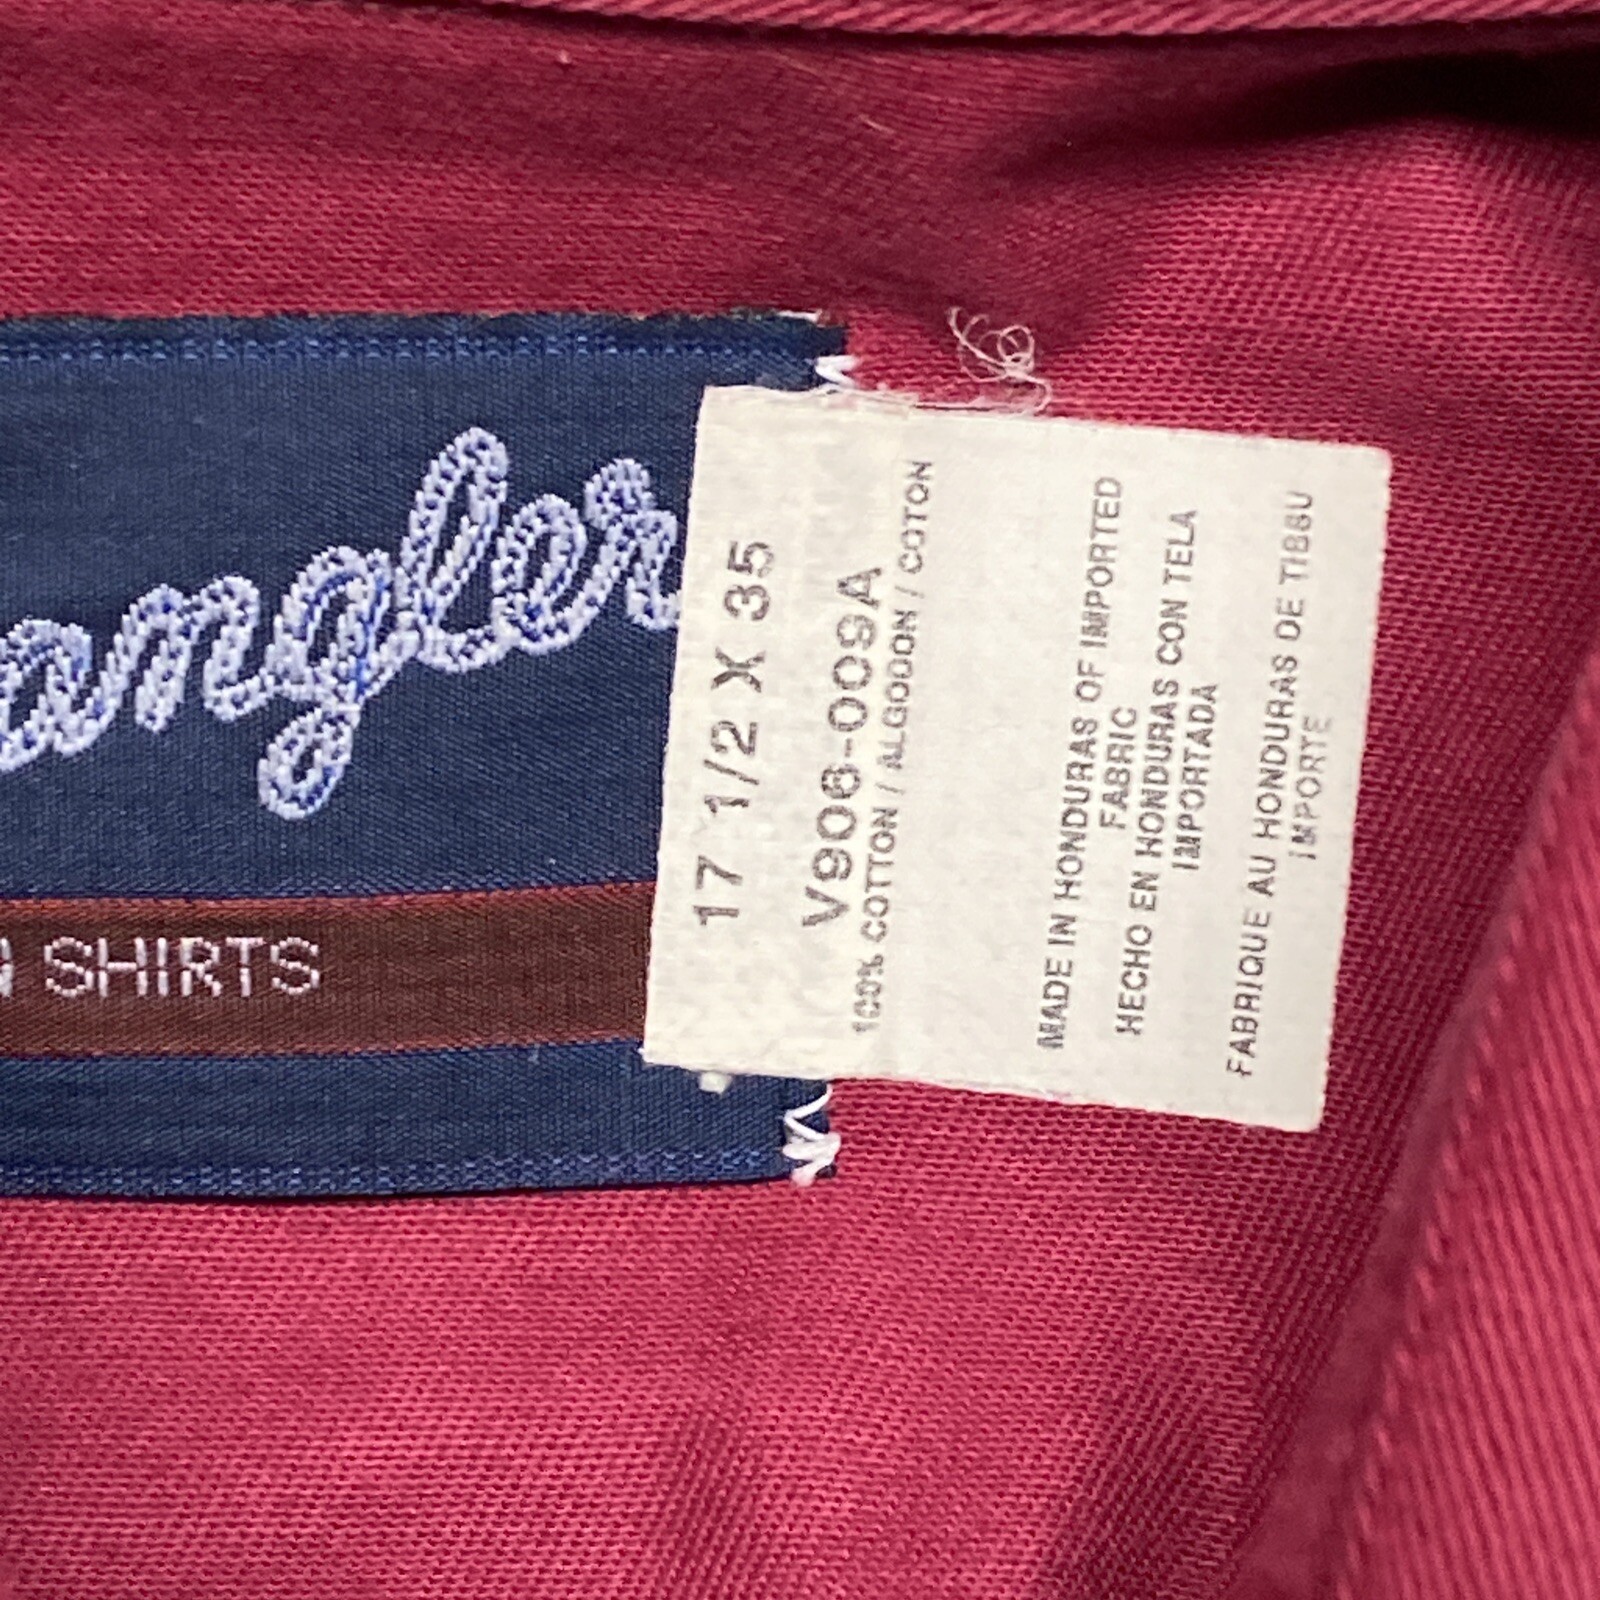 angler
SHIRTS
17 1/2 X 35
V906-009A
100% COTTON / ALGODON / COTON
MADE IN HONDURAS OF IMPORTED
FABRIC
HECHO EN HONDURAS CON TELA
IMPORTADA
FABRIQUE AU HONDURAS DE TISSU
IMPORTE